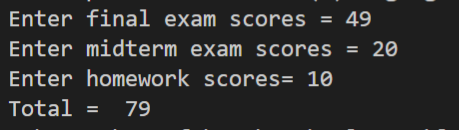 Enter final exam scores = 49
Enter midterm exam scores = 20
Enter homework scores= 10
Total =  79